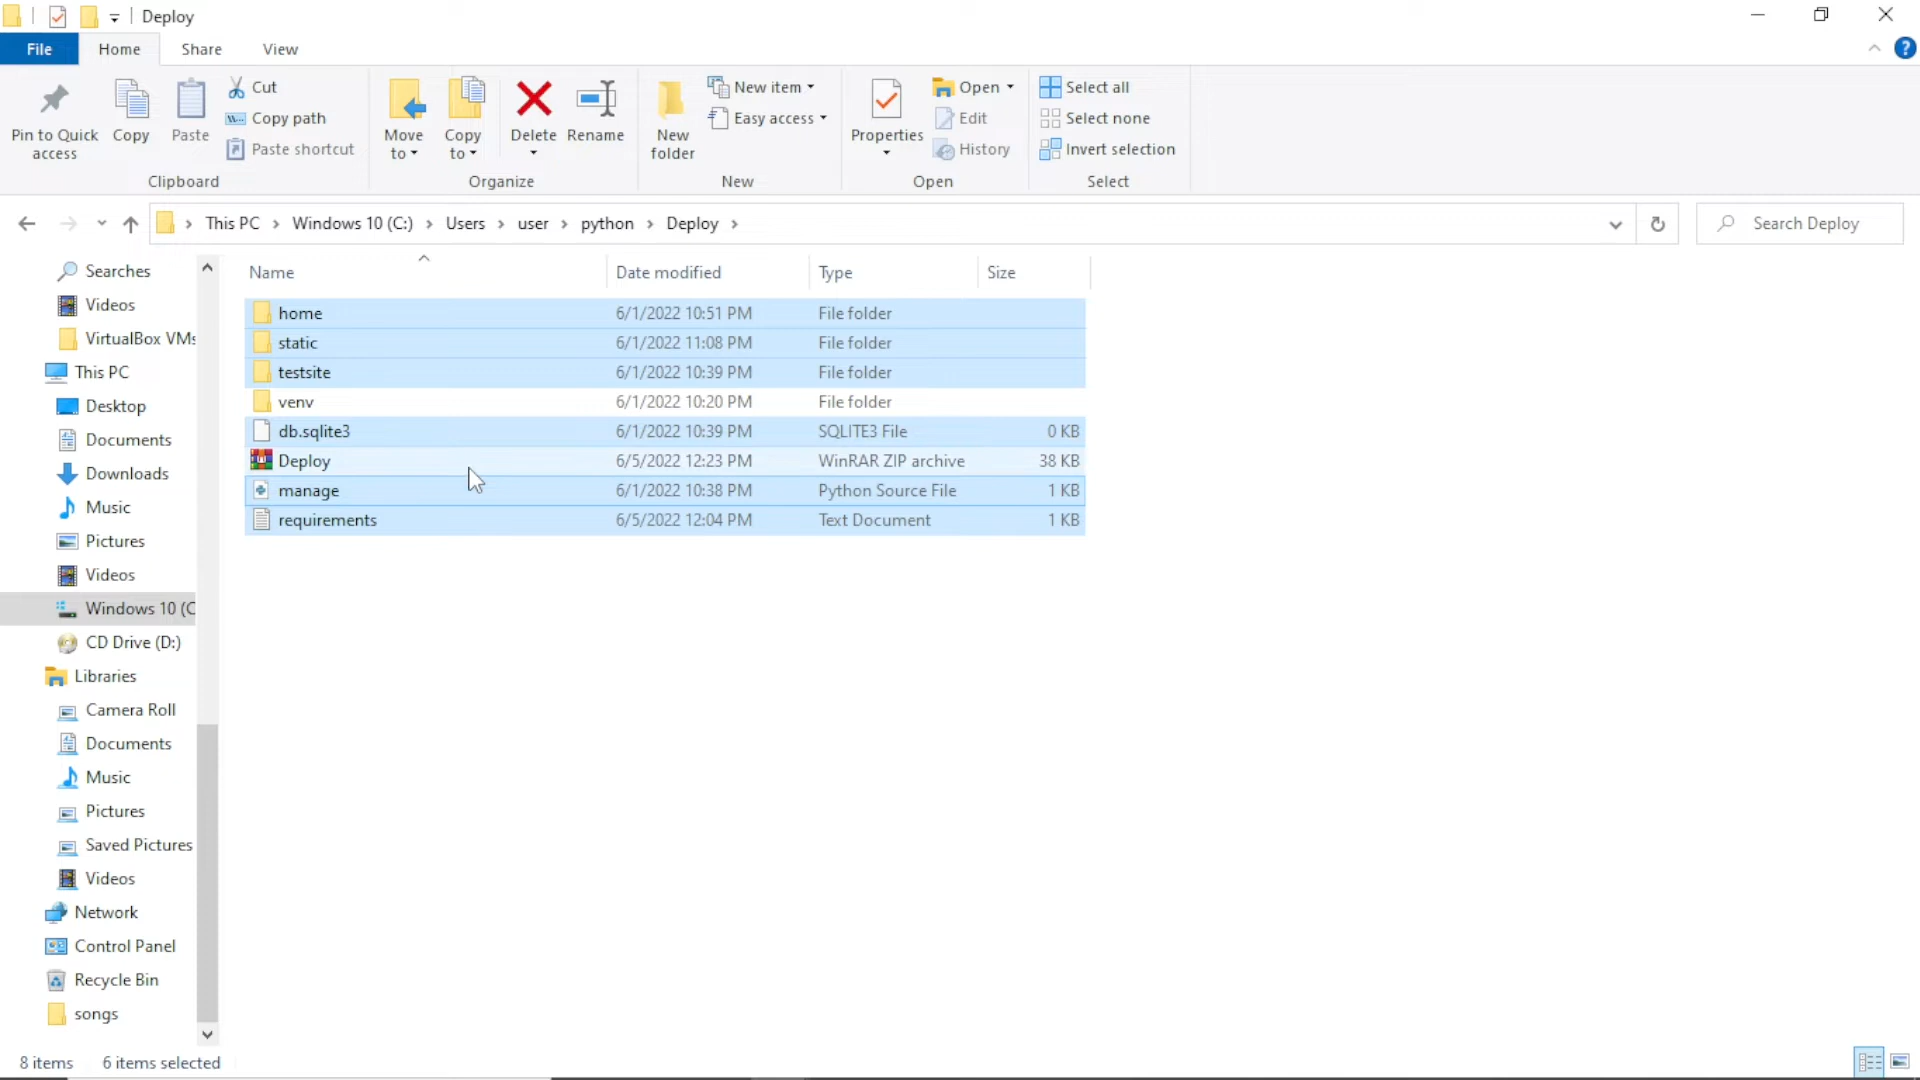 Deploy
File Home Share View
Pin to Quick access
Copy
Paste
Cut
Copy path
Paste shortcut
Clipboard
Move to
Copy to
Delete
Rename
Organize
New folder
New item
Easy access
New
Properties
Open
Edit
History
Open
Select all
Select none
Invert selection
Select
This PC > Windows 10 (C:) > Users > user > python > Deploy >
Search Deploy
Searches
Videos
VirtualBox VMs
This PC
Desktop
Documents
Downloads
Music
Pictures
Videos
Windows 10 (C
CD Drive (D:)
Libraries
Camera Roll
Documents
Music
Pictures
Saved Pictures
Videos
Network
Control Panel
Recycle Bin
songs
Name Date modified Type Size
home 6/1/2022 10:51 PM File folder
static 6/1/2022 11:08 PM File folder
testsite 6/1/2022 10:39 PM File folder
venv 6/1/2022 10:20 PM File folder
db.sqlite3 6/1/2022 10:39 PM SQLITE3 File 0 KB
Deploy 6/5/2022 12:23 PM WinRAR ZIP archive 38 KB
manage 6/1/2022 10:38 PM Python Source File 1 KB
requirements 6/5/2022 12:04 PM Text Document 1 KB
8 items 6 items selected